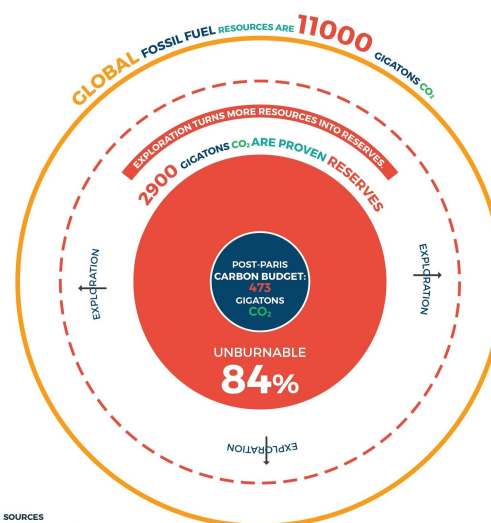 GLOBAL FOSSIL FUEL RESOURCES ARE 11000 GIGATONS CO₂
EXPLORATION TURNS MORE RESOURCES INTO RESERVES.
2900 GIGATONS CO₂ ARE PROVEN RESERVES
EXPLORATION
EXPLORATION
POST-PARIS
CARBON BUDGET:
473
GIGATONS
CO₂
UNBURNABLE
84%
EXPLORATION
SOURCES